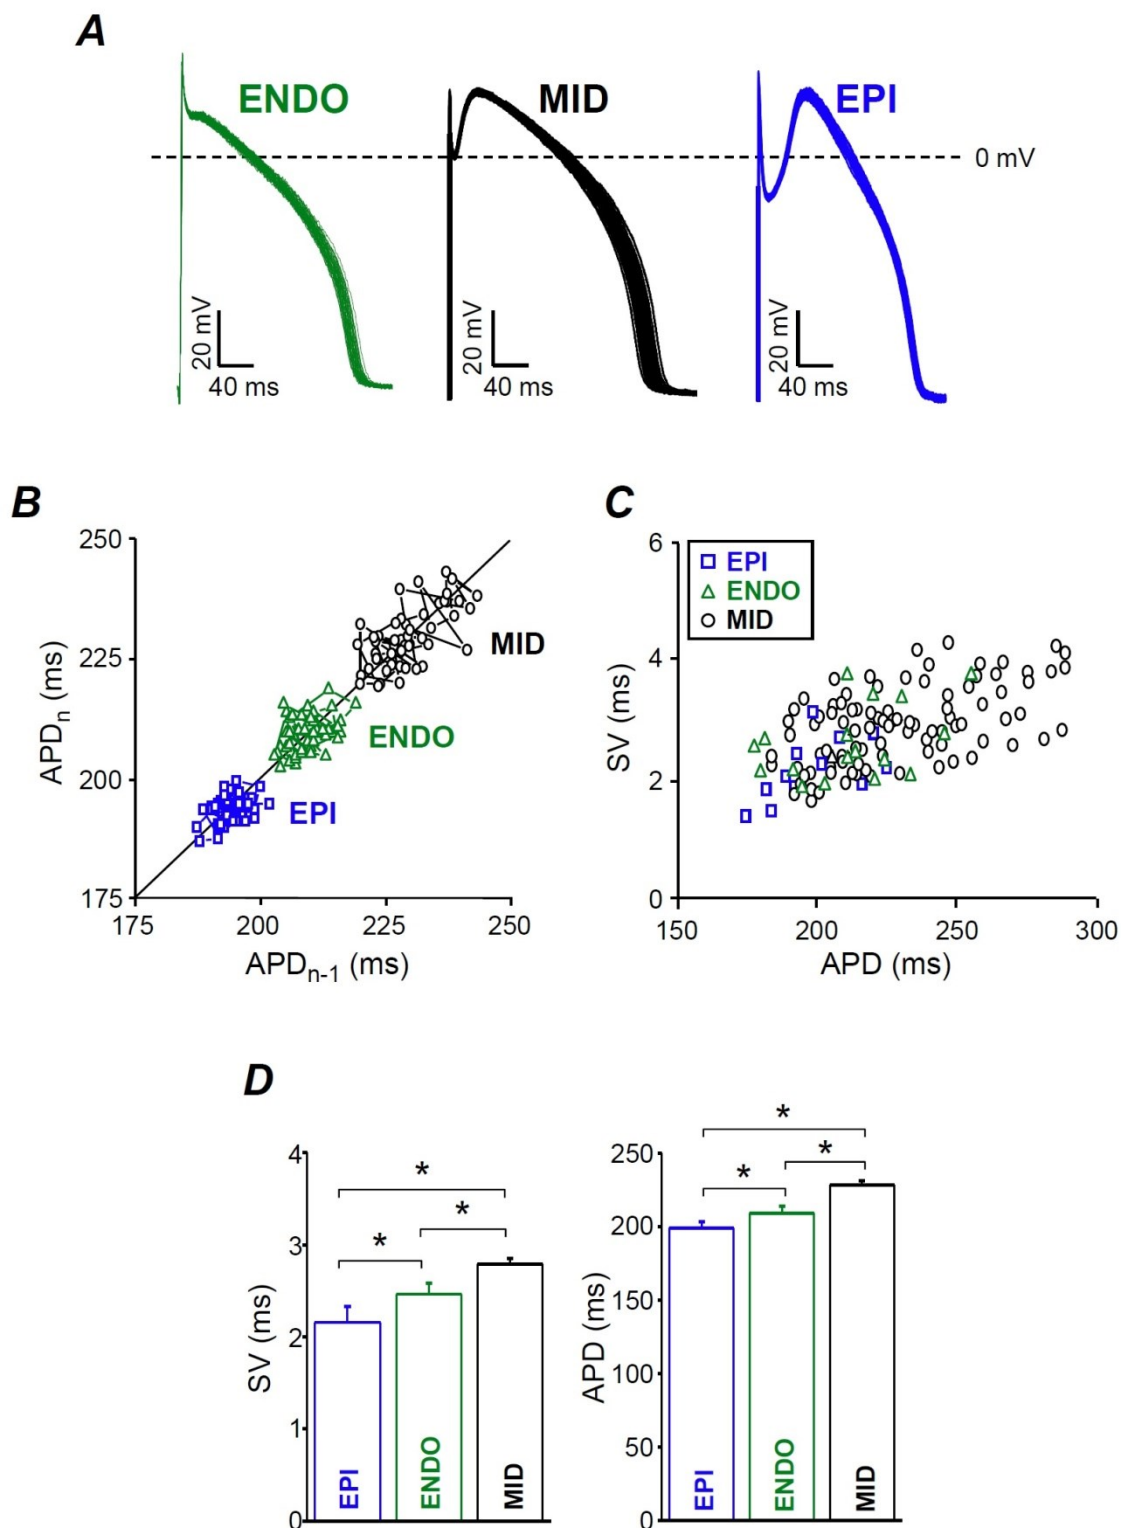 A
ENDO
MID
EPI
0 mV
20 mV
40 ms
20 mV
40 ms
20 mV
40 ms
B
250
225
200
175
APDn (ms)
MID
ENDO
EPI
175
200
225
250
APDn-1 (ms)
C
6
4
2
0
SV (ms)
EPI
ENDO
MID
150
200
250
300
APD (ms)
D
4
3
2
1
0
SV (ms)
*
*
*
EPI
ENDO
MID
250
200
150
100
50
0
APD (ms)
*
*
*
EPI
ENDO
MID